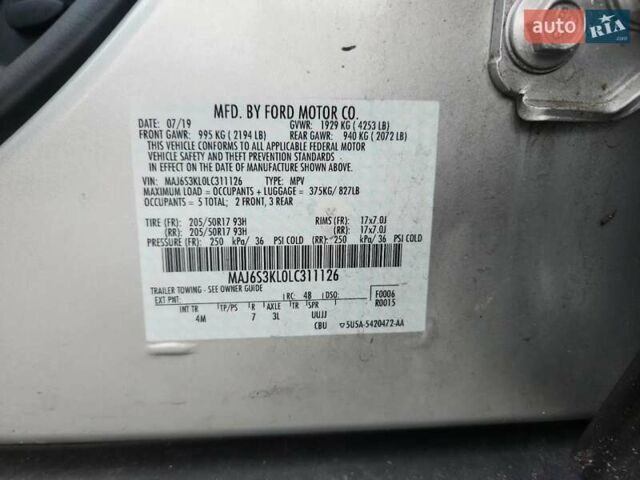 auto RIA
.com
MFD. BY FORD MOTOR CO.
DATE: 07/19 GVWR: 1929 KG ( 4253 LB)
FRONT GAWR: 995 KG ( 2194 LB) REAR GAWR: 940 KG ( 2072 LB)
THIS VEHICLE CONFORMS TO ALL APPLICABLE FEDERAL MOTOR
VEHICLE SAFETY AND THEFT PREVENTION STANDARDS
IN EFFECT ON THE DATE OF MANUFACTURE SHOWN ABOVE.
VIN: MAJ6S3KL0LC311126 TYPE: MPV
MAXIMUM LOAD = OCCUPANTS + LUGGAGE = 375KG/ 827LB
OCCUPANTS = 5 TOTAL; 2 FRONT, 3 REAR
TIRE (FR): 205/50R17 93H RIMS (FR): 17x7.0J
(RR): 205/50R17 93H (RR): 17x7.0J
PRESSURE (FR): 250 kPa/ 36 PSI COLD (RR): 250 kPa/ 36 PSI COLD
MAJ6S3KL0LC311126
TRAILER TOWING - SEE OWNER GUIDE
EXT PNT: RC: 48 DSO: F0006
R0015
INT TR TP/PS R AXLE TR SPR
4M 7 3L UUJJ
CBU 5U5A-5420472-AA